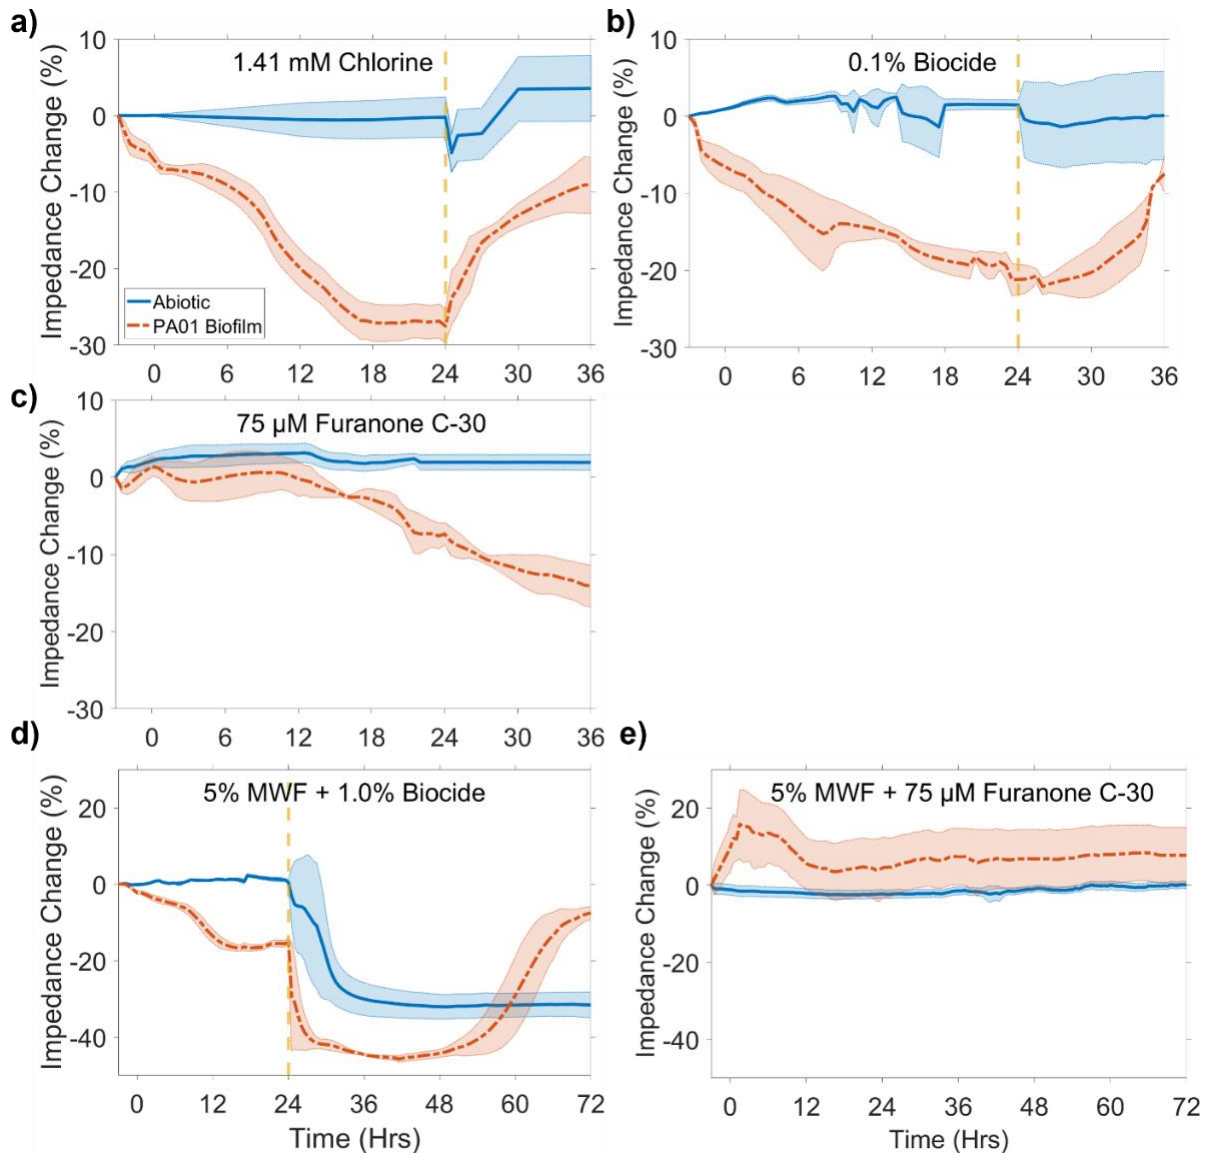 a)
1.41 mM Chlorine
Impedance Change (%)
10
0
-10
-20
-30
Abiotic
PA01 Biofilm
0 6 12 18 24 30 36
b)
0.1% Biocide
Impedance Change (%)
10
0
-10
-20
-30
0 6 12 18 24 30 36
c)
75 µM Furanone C-30
Impedance Change (%)
10
0
-10
-20
-30
0 6 12 18 24 30 36
d)
5% MWF + 1.0% Biocide
Impedance Change (%)
20
0
-20
-40
0 12 24 36 48 60 72
Time (Hrs)
e)
5% MWF + 75 µM Furanone C-30
Impedance Change (%)
20
0
-20
-40
0 12 24 36 48 60 72
Time (Hrs)